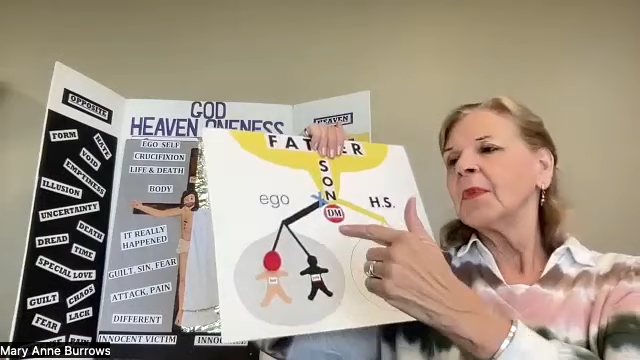 OPPOSITE
FORM
HATE
VOID
EMPTINESS
ILLUSION
UNCERTAINTY
DEATH
DREAD
TIME
SPECIAL LOVE
GUILT
CHAOS
FEAR
LACK
GOD
HEAVEN ONENESS
EGO SELF
CRUCIFIXION
LIFE & DEATH
BODY
IT REALLY
HAPPENED
GUILT, SIN, FEAR
ATTACK, PAIN
DIFFERENT
INNOCENT VICTIM
HEAVEN
FATHER
SON
ego
H.S.
DM
Mary Anne Burrows